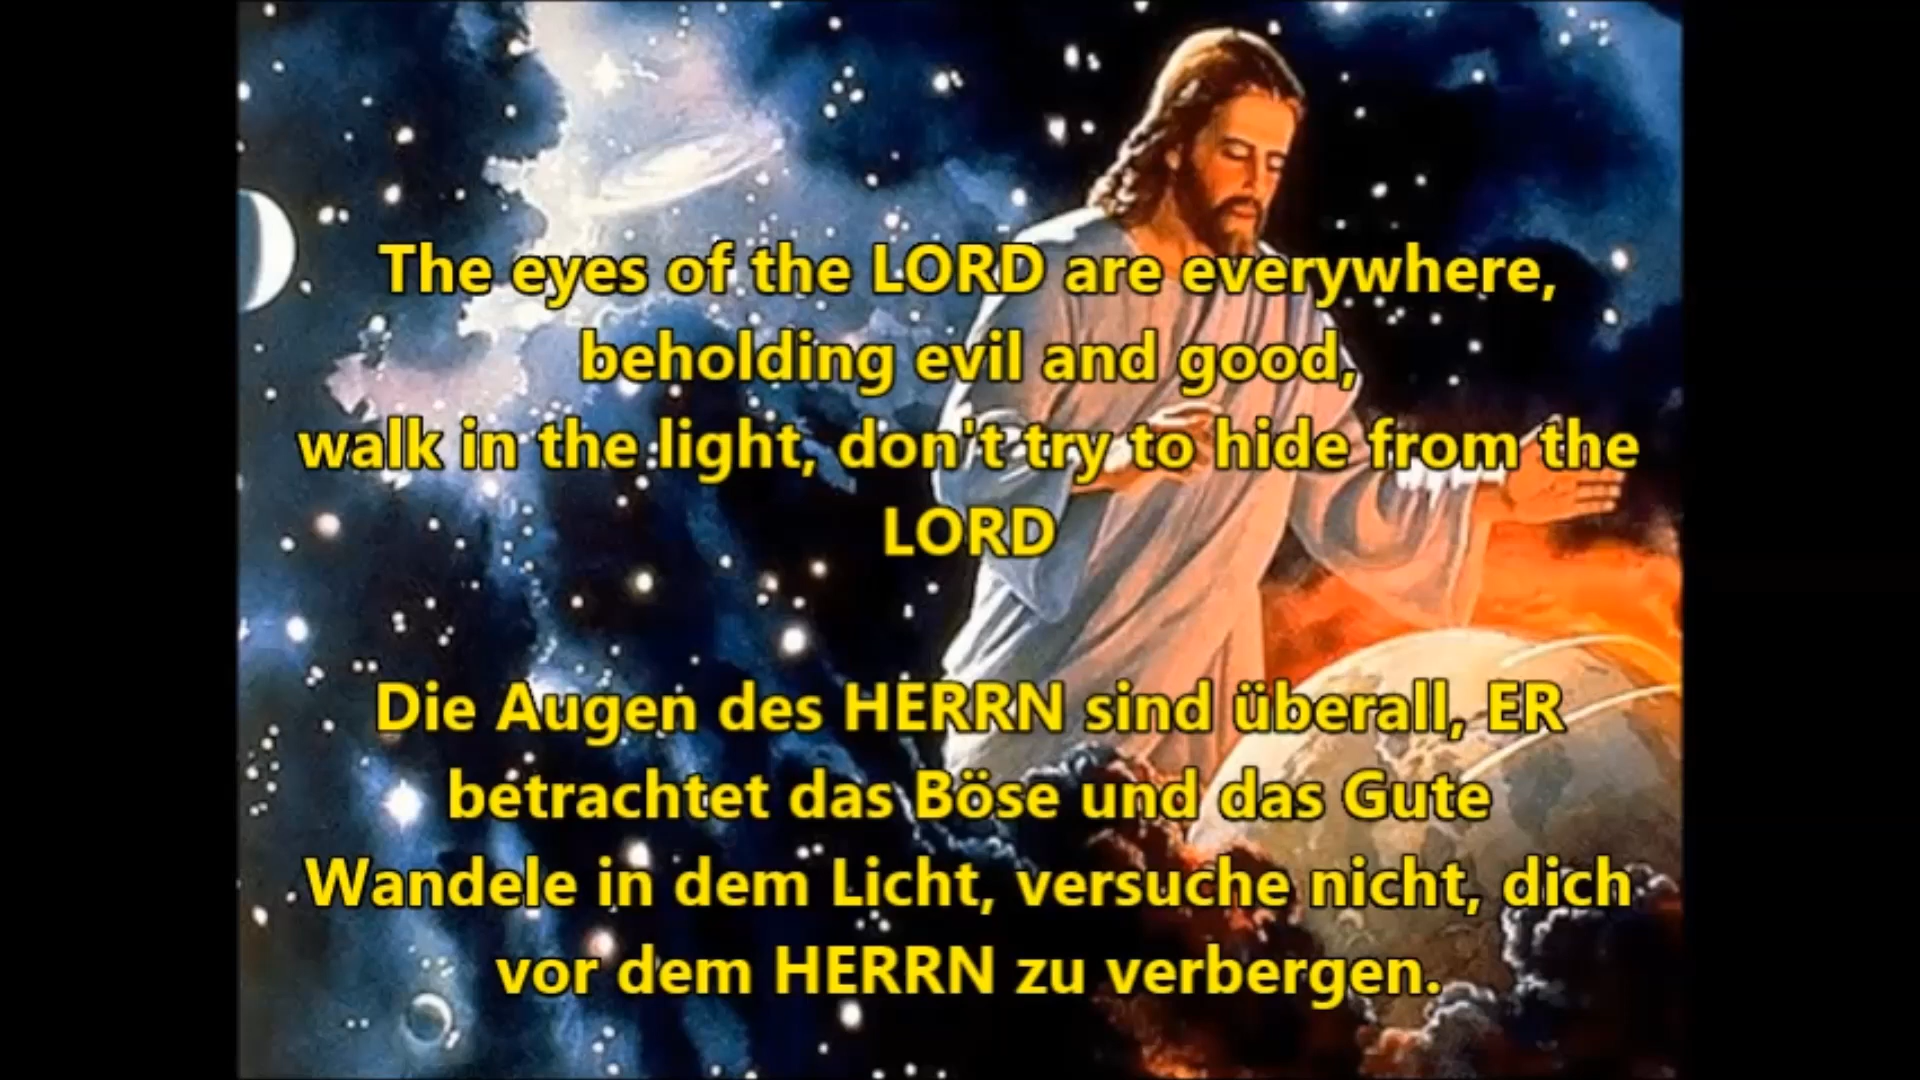 The eyes of the LORD are everywhere,
beholding evil and good,
walk in the light, don't try to hide from the
LORD
Die Augen des HERRN sind überall, ER
betrachtet das Böse und das Gute
Wandele in dem Licht, versuche nicht, dich
vor dem HERRN zu verbergen.